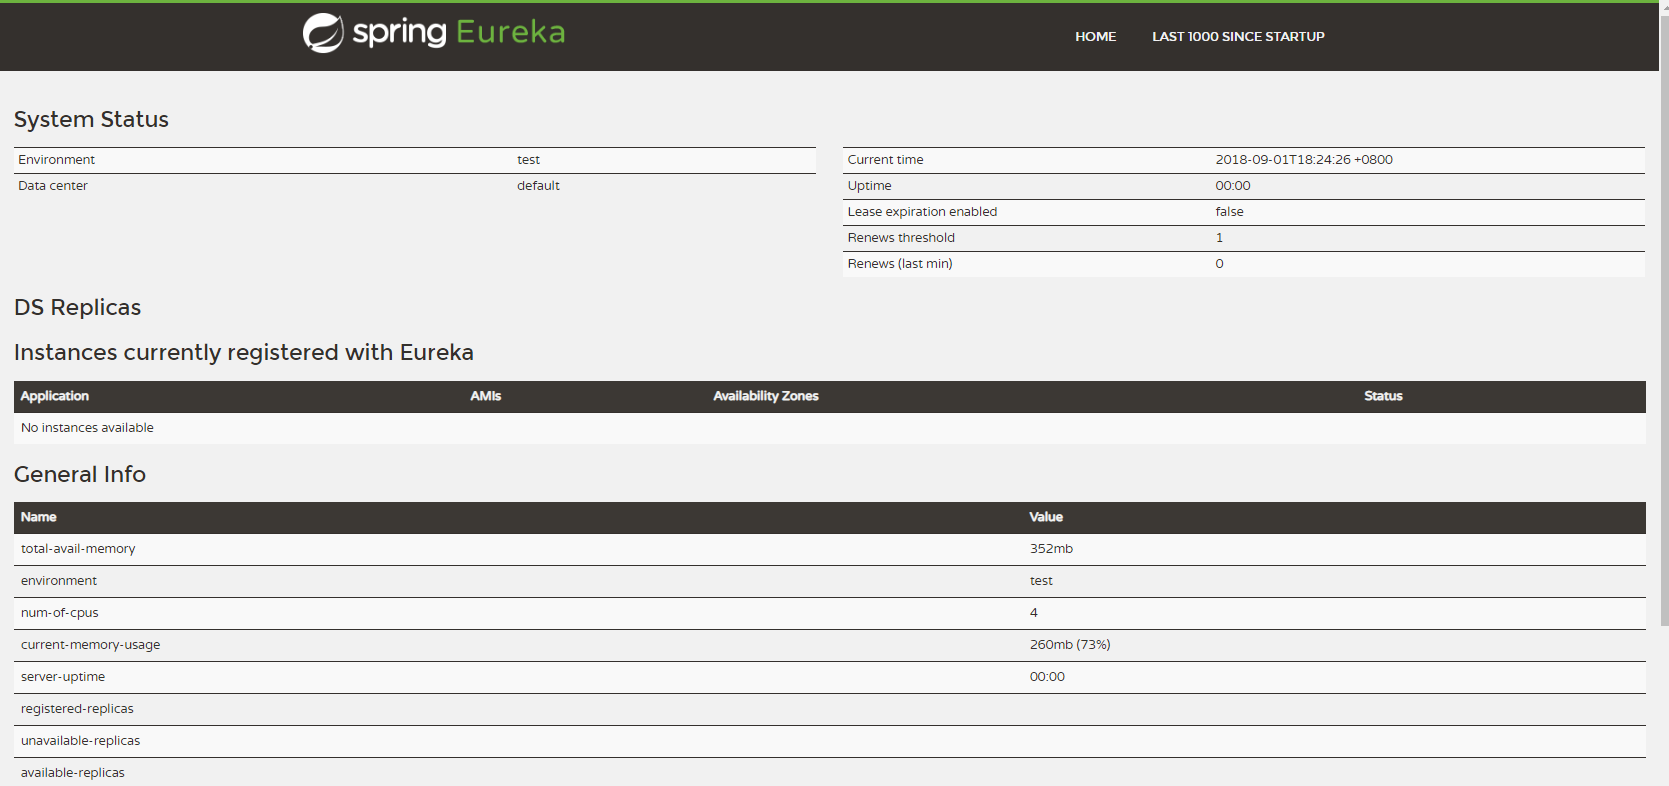 spring Eureka
HOME LAST 1000 SINCE STARTUP
System Status
Environment test
Data center default
Current time 2018-09-01T18:24:26 +0800
Uptime 00:00
Lease expiration enabled false
Renews threshold 1
Renews (last min) 0
DS Replicas
Instances currently registered with Eureka
Application AMIs Availability Zones Status
No instances available
General Info
Name Value
total-avail-memory 352mb
environment test
num-of-cpus 4
current-memory-usage 260mb (73%)
server-uptime 00:00
registered-replicas
unavailable-replicas
available-replicas